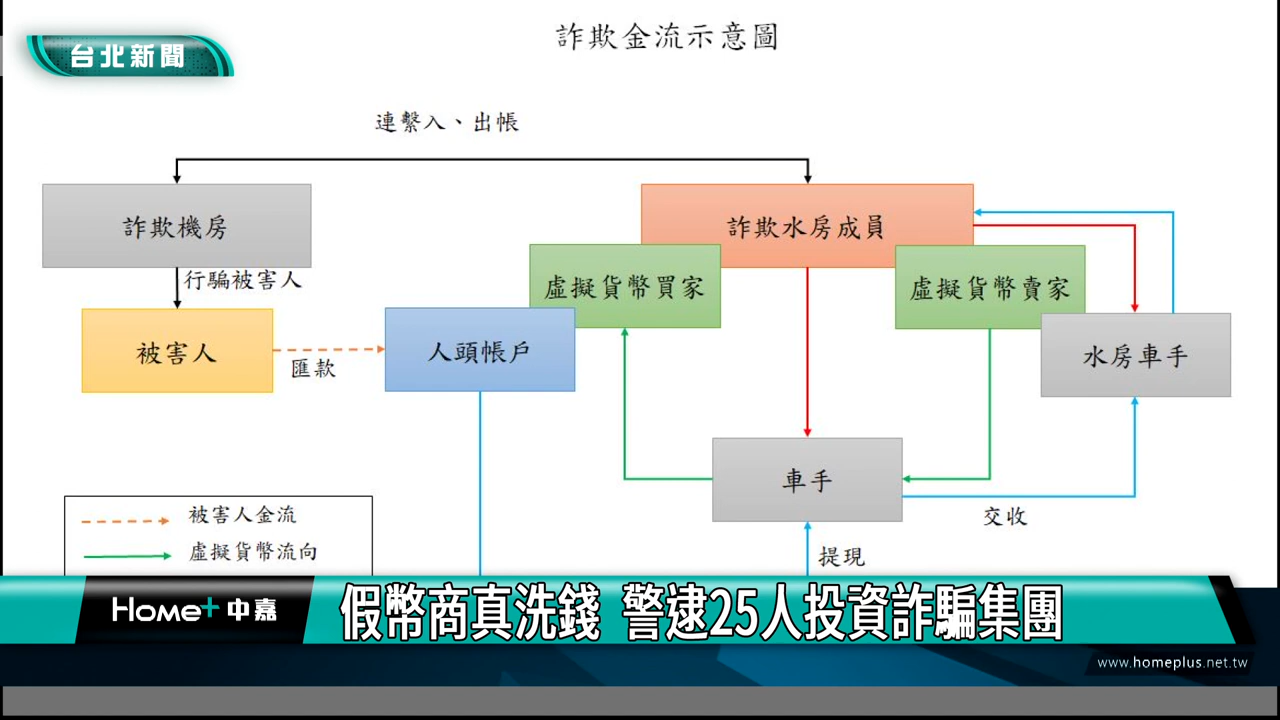 台北新聞
詐欺金流示意圖
連繫入、出帳
詐欺機房
詐欺水房成員
行騙被害人
虛擬貨幣買家
虛擬貨幣賣家
被害人
匯款
人頭帳戶
水房車手
車手
交收
提現
被害人金流
虛擬貨幣流向
Home+中嘉
假幣商真洗錢 警逮25人投資詐騙集團
www.homeplus.net.tw